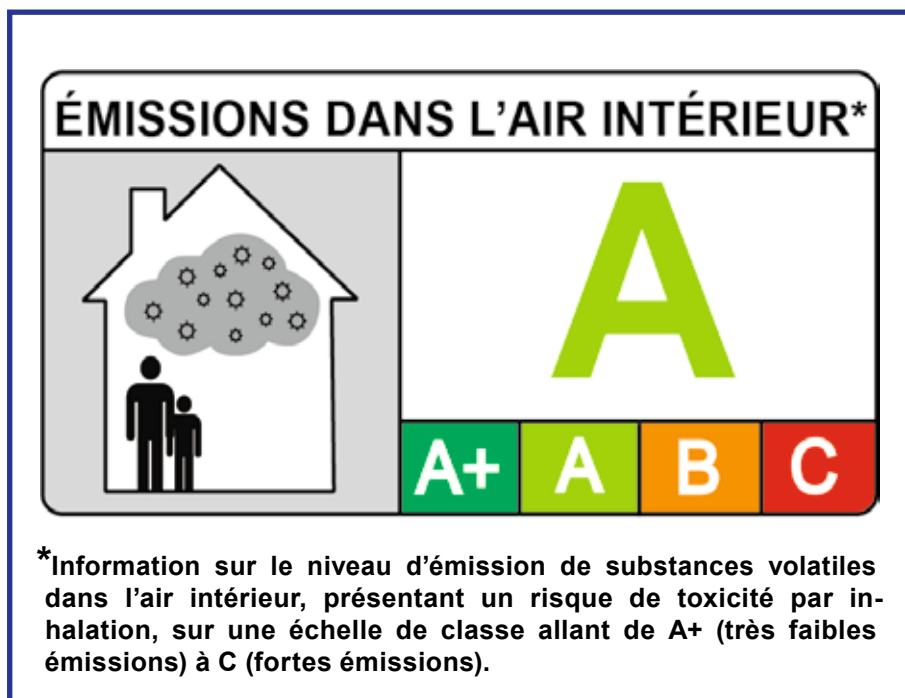 ÉMISSIONS DANS L'AIR INTÉRIEUR*
A
A+ A B C
*Information sur le niveau d'émission de substances volatiles
dans l'air intérieur, présentant un risque de toxicité par in-
halation, sur une échelle de classe allant de A+ (très faibles
émissions) à C (fortes émissions).